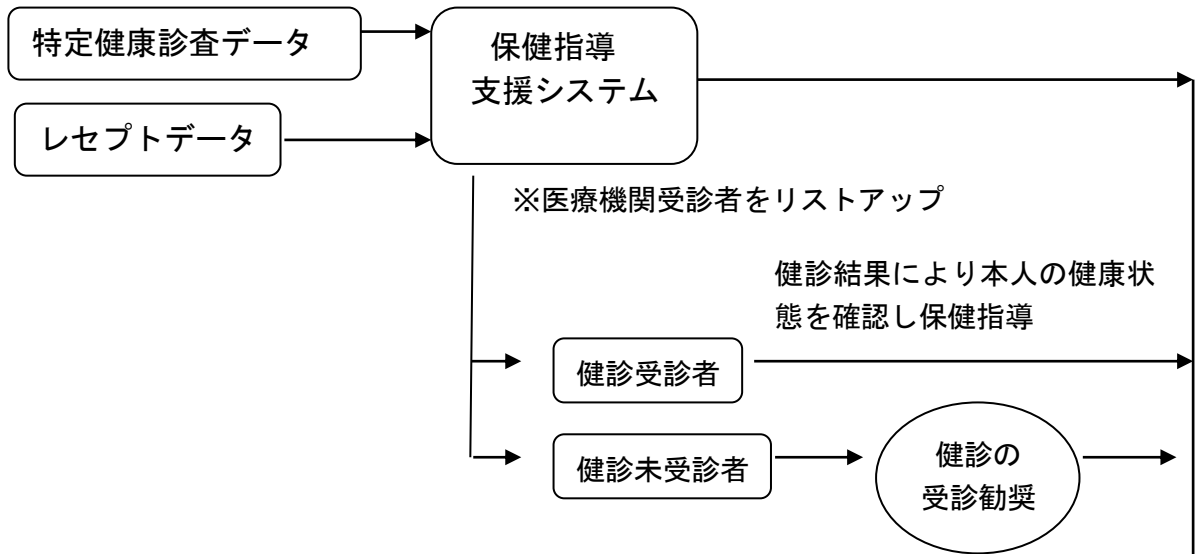 特定健康診査データ
保健指導
支援システム
レセプトデータ
※医療機関受診者をリストアップ
健診結果により本人の健康状
態を確認し保健指導
健診受診者
健診未受診者
健診の
受診勧奨